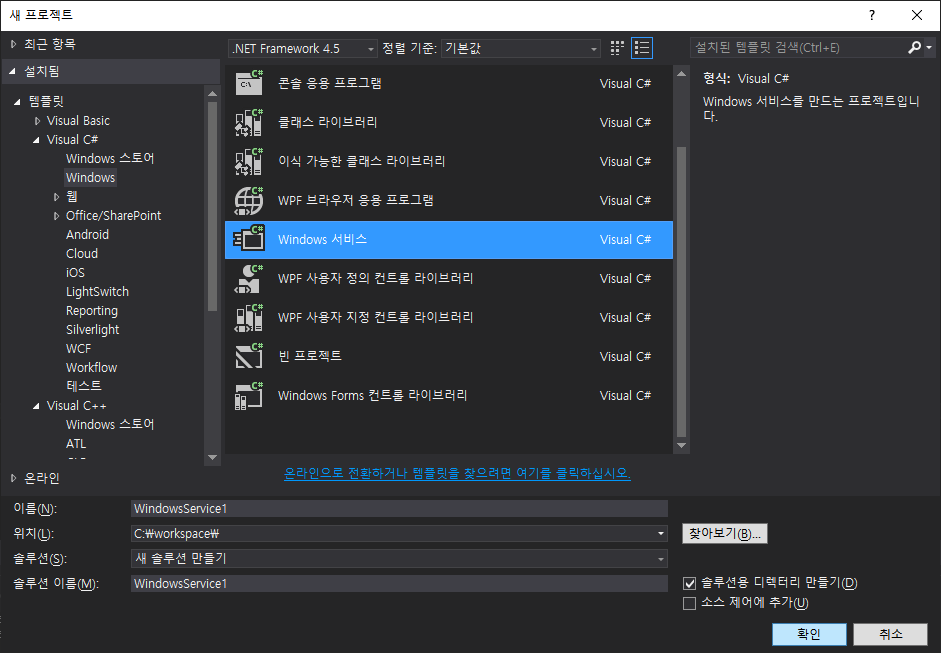 새 프로젝트
?
최근 항목
설치됨
템플릿
Visual Basic
Visual C#
Windows 스토어
Windows
웹
Office/SharePoint
Android
Cloud
iOS
LightSwitch
Reporting
Silverlight
WCF
Workflow
테스트
Visual C++
Windows 스토어
ATL
온라인
.NET Framework 4.5 정렬 기준: 기본값
콘솔 응용 프로그램 Visual C#
클래스 라이브러리 Visual C#
이식 가능한 클래스 라이브러리 Visual C#
WPF 브라우저 응용 프로그램 Visual C#
Windows 서비스 Visual C#
WPF 사용자 정의 컨트롤 라이브러리 Visual C#
WPF 사용자 지정 컨트롤 라이브러리 Visual C#
빈 프로젝트 Visual C#
Windows Forms 컨트롤 라이브러리 Visual C#
온라인으로 전환하거나 템플릿을 찾으려면 여기를 클릭하십시오.
설치된 템플릿 검색(Ctrl+E)
형식: Visual C#
Windows 서비스를 만드는 프로젝트입니
다.
이름(N): WindowsService1
위치(L): C:₩workspace₩ 찾아보기(B)...
솔루션(S): 새 솔루션 만들기
솔루션 이름(M): WindowsService1
솔루션용 디렉터리 만들기(D)
소스 제어에 추가(U)
확인 취소